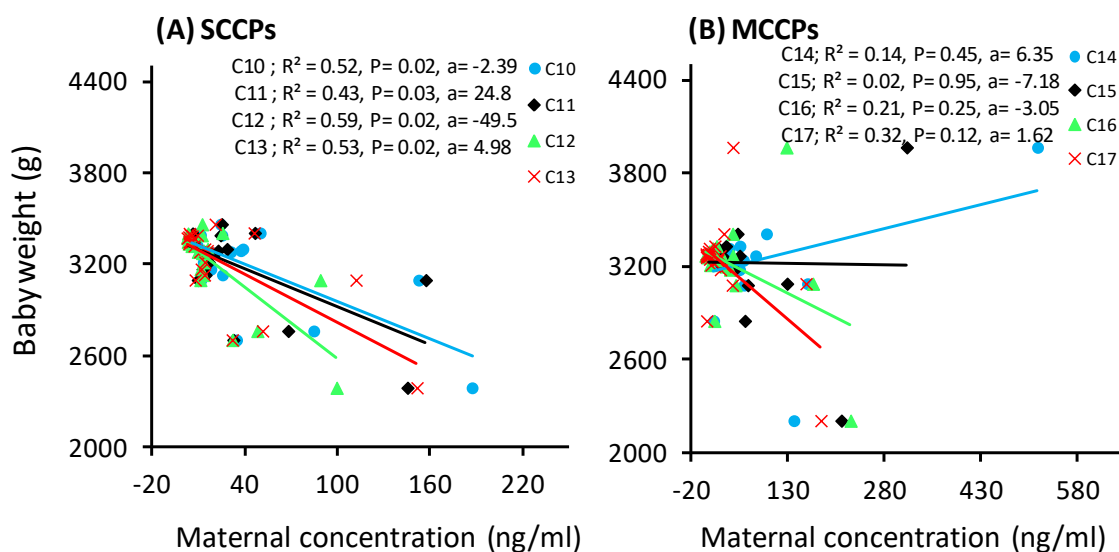 (A) SCCPs
C10 ; R² = 0.52, P= 0.02, a= -2.39
C11 ; R² = 0.43, P= 0.03, a= 24.8
C12 ; R² = 0.59, P= 0.02, a= -49.5
C13 ; R² = 0.53, P= 0.02, a= 4.98
C10
C11
C12
C13
Baby weight (g)
4400
3800
3200
2600
2000
-20
40
100
160
220
Maternal concentration (ng/ml)
(B) MCCPs
C14; R² = 0.14, P= 0.45, a= 6.35
C15; R² = 0.02, P= 0.95, a= -7.18
C16; R² = 0.21, P= 0.25, a= -3.05
C17; R² = 0.32, P= 0.12, a= 1.62
C14
C15
C16
C17
4400
3800
3200
2600
2000
-20
130
280
430
580
Maternal concentration (ng/ml)